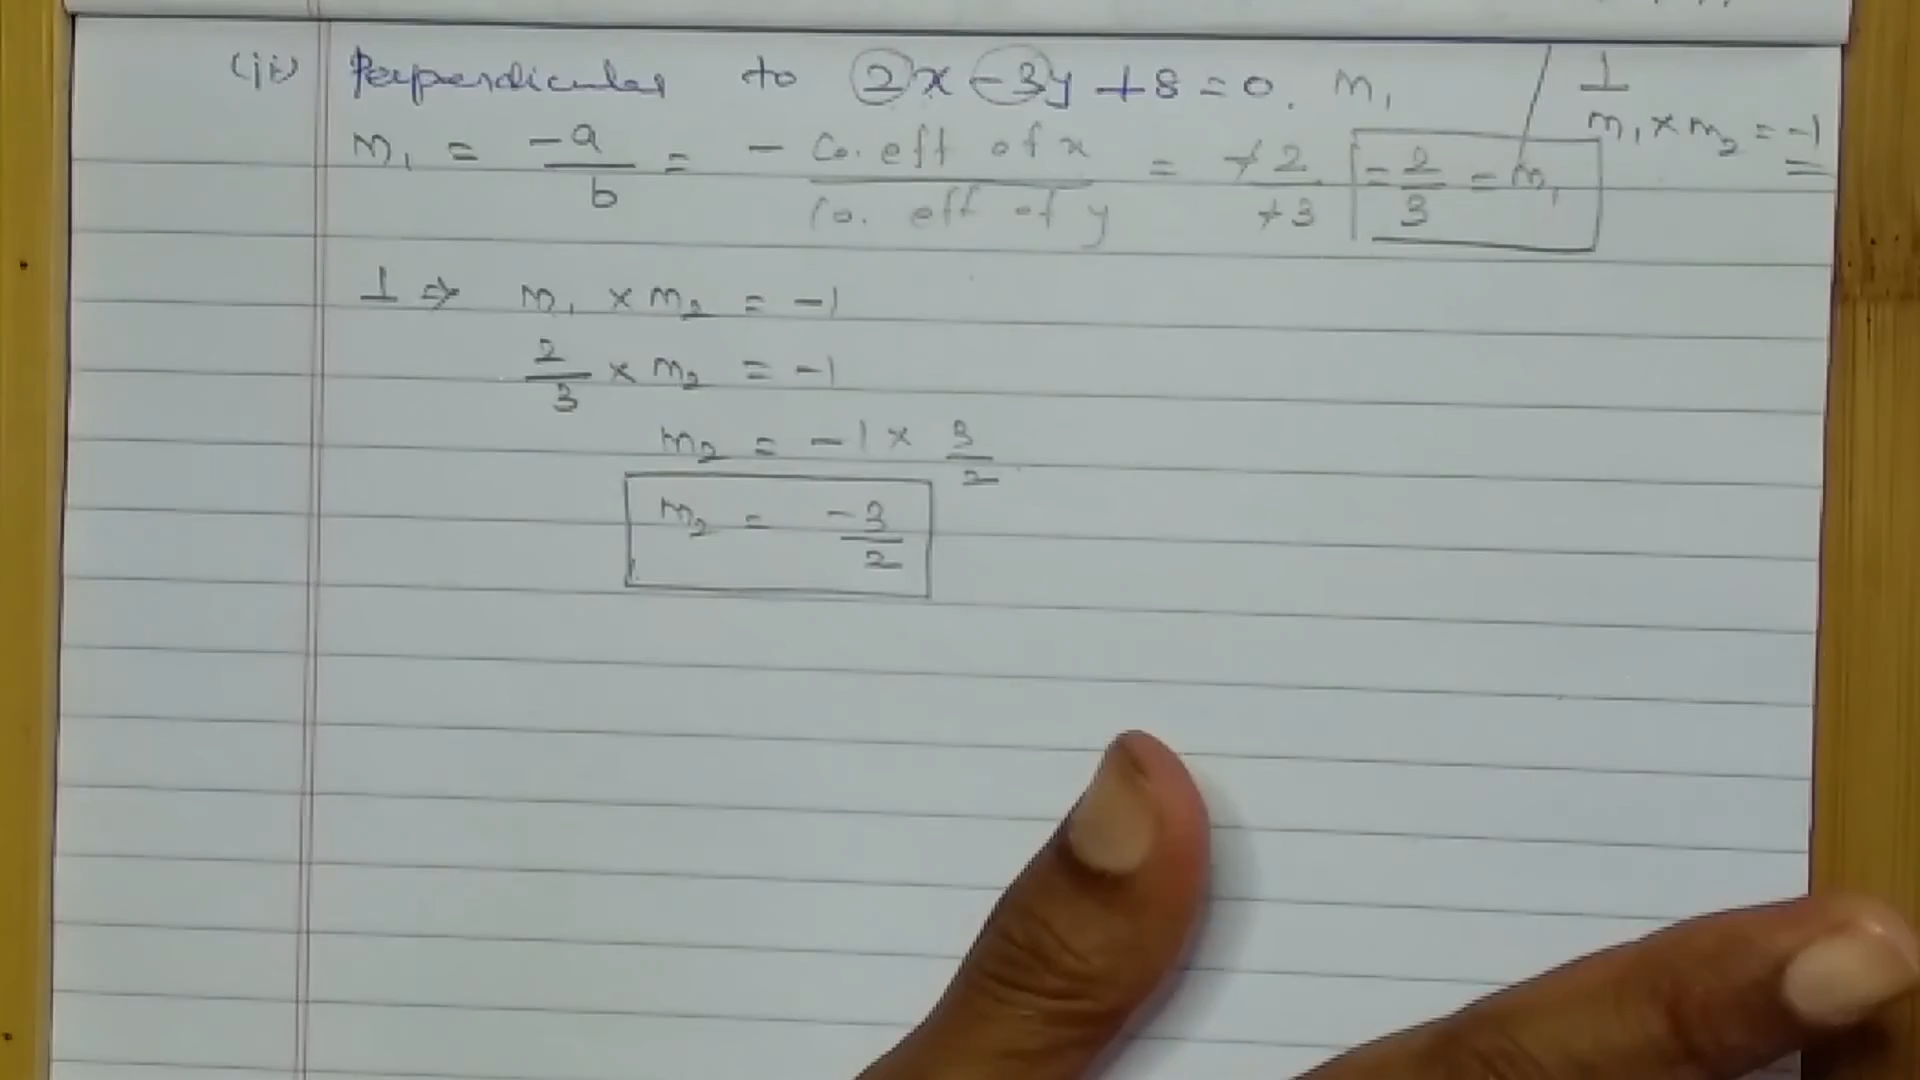 (ii) Perpendicular to 2x - 3y + 8 = 0. m₁
⊥
m₁ × m₂ = -1
m₁ = -a/b = - Co.eff of x / Co.eff of y = +2/+3 = 2/3 = m₁
⊥ ⇒ m₁ × m₂ = -1
2/3 × m₂ = -1
m₂ = -1 × 3/2
m₂ = -3/2